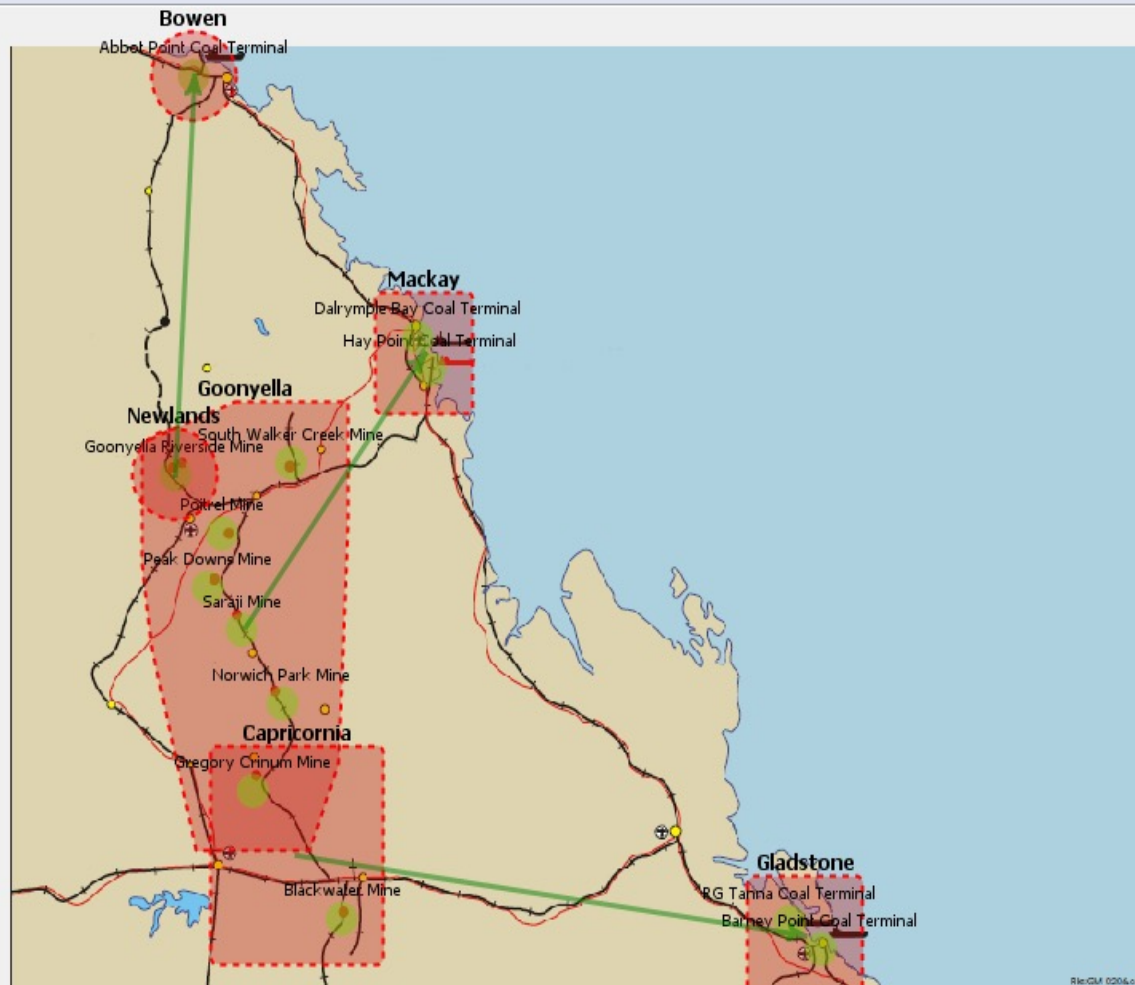 Bowen
Abbot Point Coal Terminal
Mackay
Dalrymple Bay Coal Terminal
Hay Point Coal Terminal
Goonyella
Newlands
South Walker Creek Mine
Goonyella Riverside Mine
Poitrel Mine
Peak Downs Mine
Saraji Mine
Norwich Park Mine
Capricornia
Gregory Crinum Mine
Gladstone
Blackwater Mine
RG Tanna Coal Terminal
Barney Point Coal Terminal